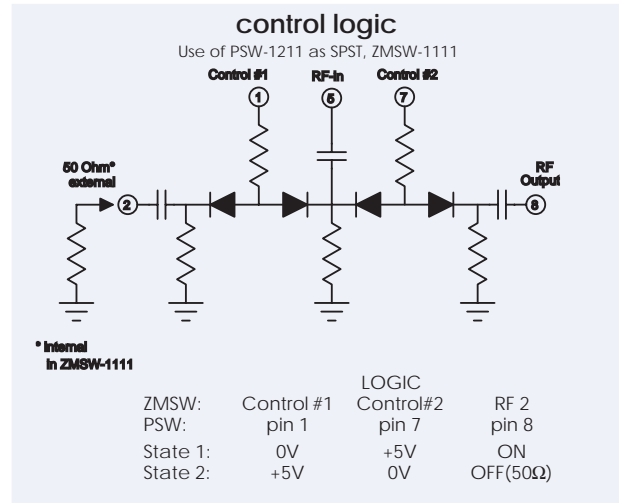 control logic
Use of PSW-1211 as SPST, ZMSW-1111
Control #1 RF-In Control #2
1 5 7
50 Ohm*
external
RF
Output
2 8
* Internal
In ZMSW-1111
LOGIC
ZMSW: Control #1 Control#2 RF 2
PSW: pin 1 pin 7 pin 8
State 1: 0V +5V ON
State 2: +5V 0V OFF(50Ω)